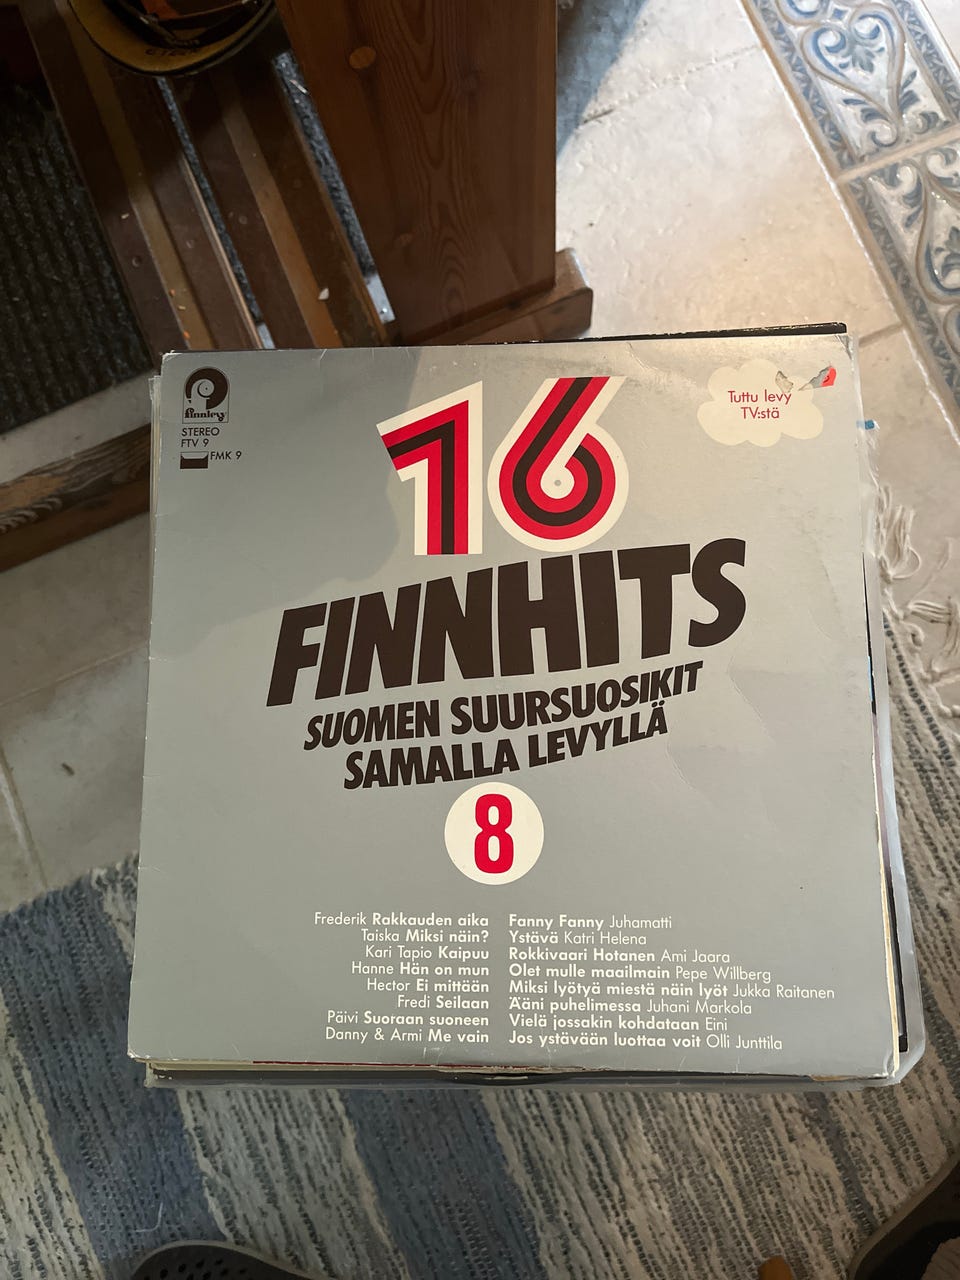 finnlevy
STEREO
FTV 9
FMK 9
Tuttu levy
TV:stä
16
FINNHITS
SUOMEN SUURSUOSIKIT
SAMALLA LEVYLLÄ
8
Frederik Rakkauden aika
Taiska Miksi näin?
Kari Tapio Kaipuu
Hanne Hän on mun
Hector Ei mittään
Fredi Seilaan
Päivi Suoraan suoneen
Danny & Armi Me vain
Fanny Fanny Juhamatti
Ystävä Katri Helena
Rokkivaari Hotanen Ami Jaara
Olet mulle maailmain Pepe Willberg
Miksi lyötyä miestä näin lyöt Jukka Raitanen
Ääni puhelimessa Juhani Markola
Vielä jossakin kohdataan Eini
Jos ystävään luottaa voit Olli Junttila